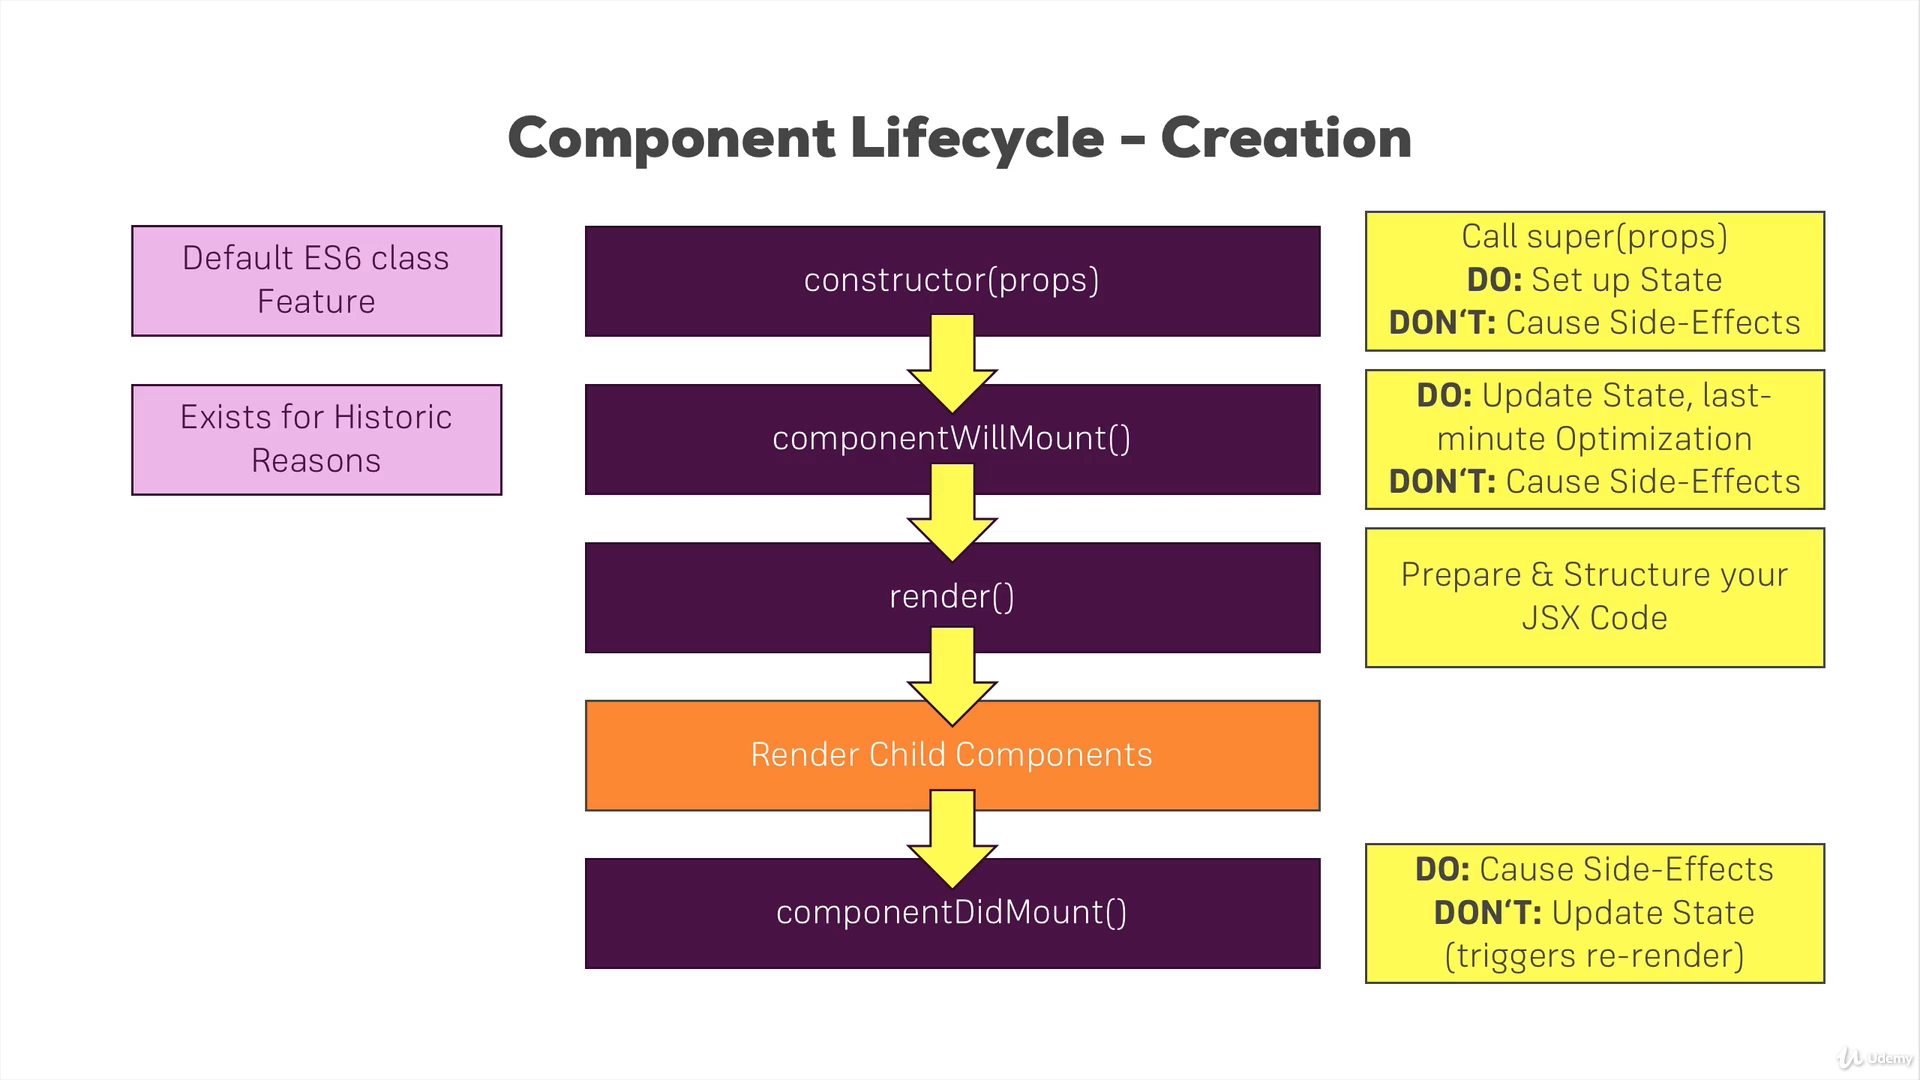 Component Lifecycle - Creation
Default ES6 class
Feature
constructor(props)
Call super(props)
DO: Set up State
DON‘T: Cause Side-Effects
Exists for Historic
Reasons
componentWillMount()
DO: Update State, last-
minute Optimization
DON‘T: Cause Side-Effects
render()
Prepare & Structure your
JSX Code
Render Child Components
componentDidMount()
DO: Cause Side-Effects
DON‘T: Update State
(triggers re-render)
Udemy